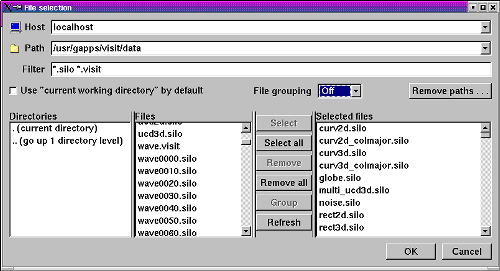 File selection
Host localhost
Path /usr/gapps/visit/data
Filter *.silo *.visit
Use "current working directory" by default File grouping Off Remove paths . . .
Directories
. (current directory)
.. (go up 1 directory level)
Files
ucd2d.silo
ucd3d.silo
wave.visit
wave0000.silo
wave0010.silo
wave0020.silo
wave0030.silo
wave0040.silo
wave0050.silo
wave0060.silo
Select
Select all
Remove
Remove all
Group
Refresh
Selected files
curv2d.silo
curv2d_colmajor.silo
curv3d.silo
curv3d_colmajor.silo
globe.silo
multi_ucd3d.silo
noise.silo
rect2d.silo
rect3d.silo
OK Cancel